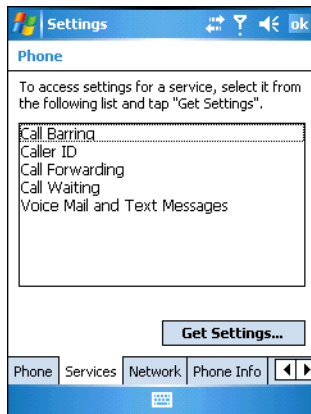 Settings
ok
Phone
To access settings for a service, select it from
the following list and tap "Get Settings".
Call Barring
Caller ID
Call Forwarding
Call Waiting
Voice Mail and Text Messages
Get Settings...
Phone Services Network Phone Info